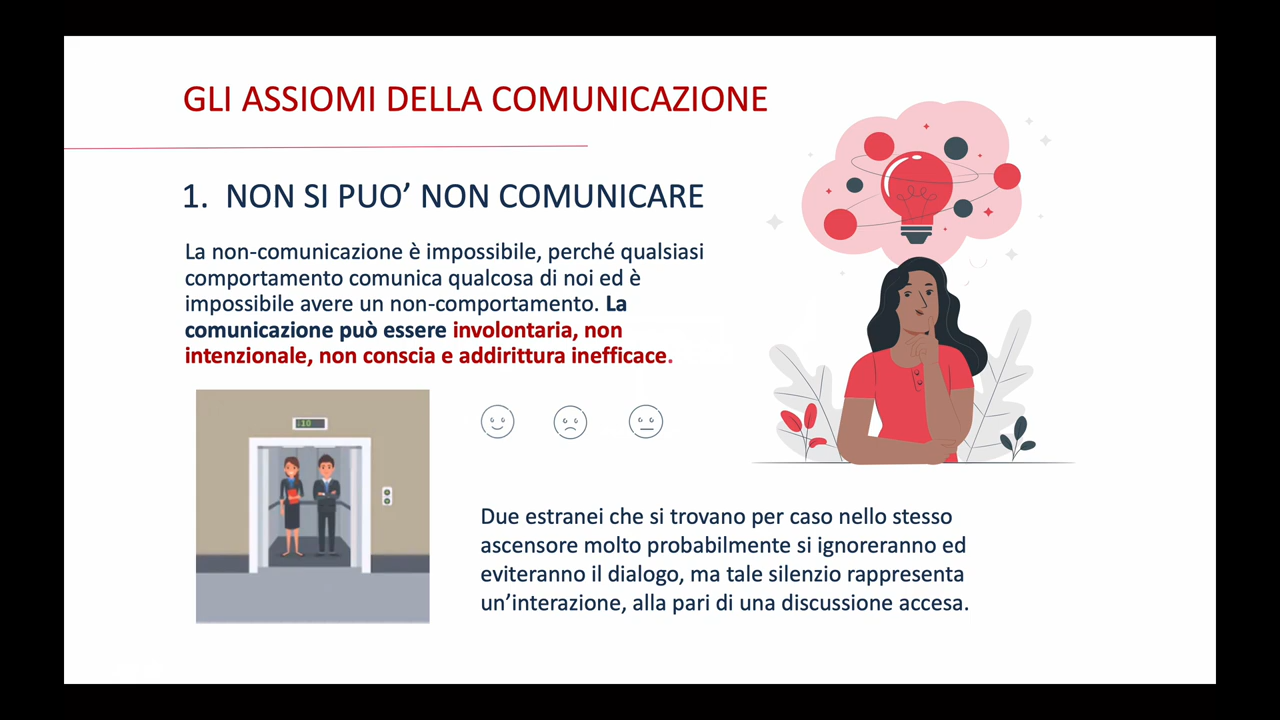 GLI ASSIOMI DELLA COMUNICAZIONE
1. NON SI PUO’ NON COMUNICARE
La non-comunicazione è impossibile, perché qualsiasi
comportamento comunica qualcosa di noi ed è
impossibile avere un non-comportamento. La
comunicazione può essere involontaria, non
intenzionale, non conscia e addirittura inefficace.
Due estranei che si trovano per caso nello stesso
ascensore molto probabilmente si ignoreranno ed
eviteranno il dialogo, ma tale silenzio rappresenta
un’interazione, alla pari di una discussione accesa.